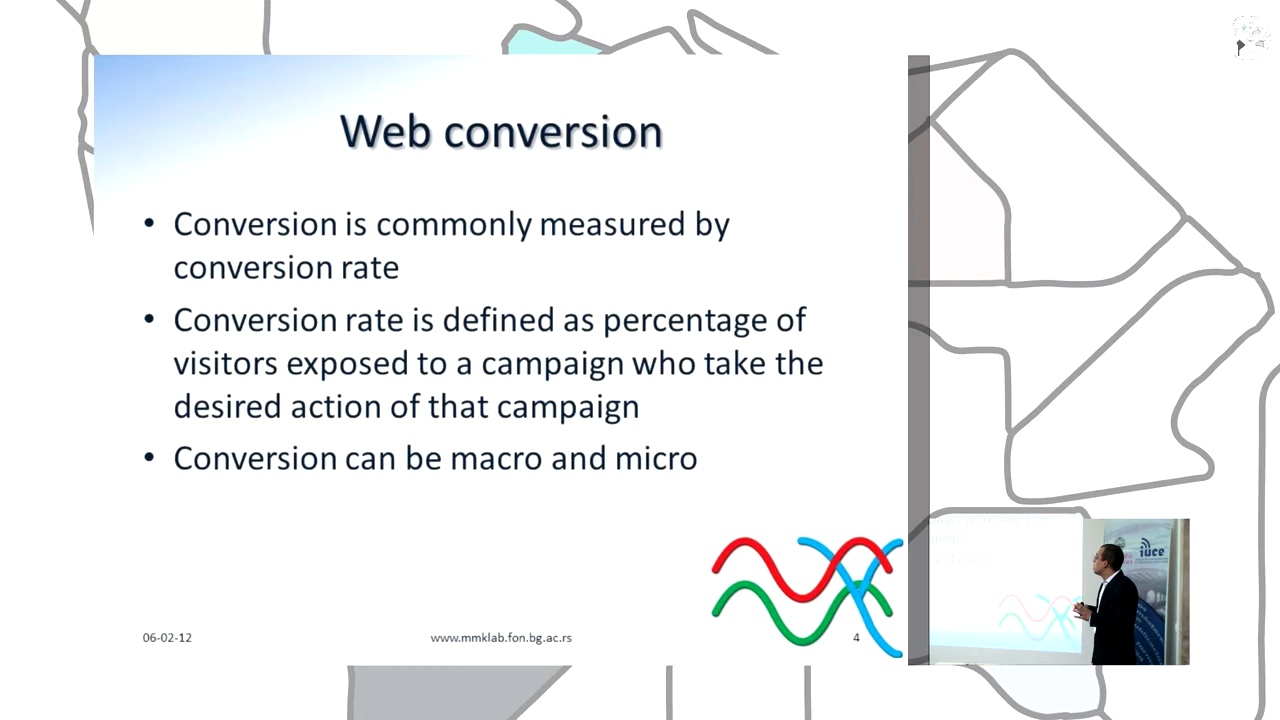 Web conversion
• Conversion is commonly measured by
conversion rate
• Conversion rate is defined as percentage of
visitors exposed to a campaign who take the
desired action of that campaign
• Conversion can be macro and micro
06-02-12
www.mmklab.fon.bg.ac.rs
4
iuce